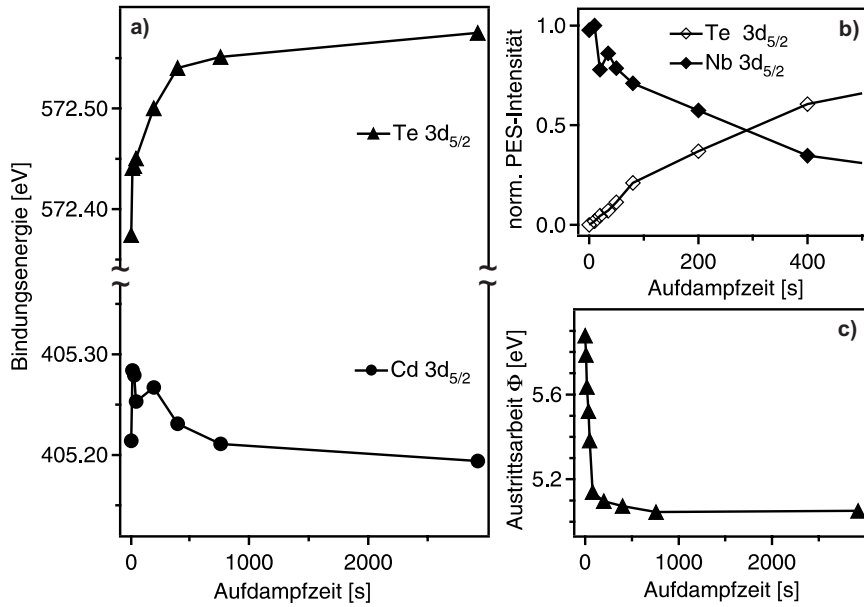 a)
572.50
572.40
405.30
405.20
Bindungsenergie [eV]
Te 3d5/2
Cd 3d5/2
≈
≈
0
1000
2000
Aufdampfzeit [s]
b)
1.0
0.5
0.0
norm. PES-Intensität
Te 3d5/2
Nb 3d5/2
0
200
400
Aufdampfzeit [s]
c)
5.6
5.1
Austrittsarbeit Φ [eV]
0
1000
2000
Aufdampfzeit [s]